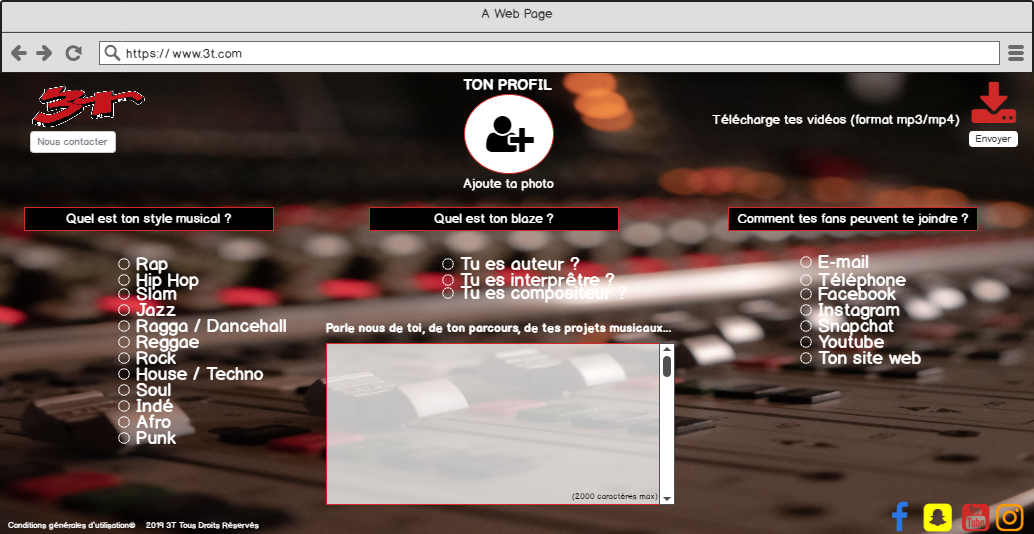 A Web Page
https:// www.3t.com
3T
Nous contacter
TON PROFIL
Ajoute ta photo
Télécharge tes vidéos (format mp3/mp4)
Envoyer
Quel est ton style musical ?
Rap
Hip Hop
Slam
Jazz
Ragga / Dancehall
Reggae
Rock
House / Techno
Soul
Indé
Afro
Punk
Quel est ton blaze ?
Tu es auteur ?
Tu es interprêtre ?
Tu es compositeur ?
Parle nous de toi, de ton parcours, de tes projets musicaux...
(2000 caractères max)
Comment tes fans peuvent te joindre ?
E-mail
Téléphone
Facebook
Instagram
Snapchat
Youtube
Ton site web
Conditions générales d'utilisation© 2019 3T Tous Droits Réservés
You Tube